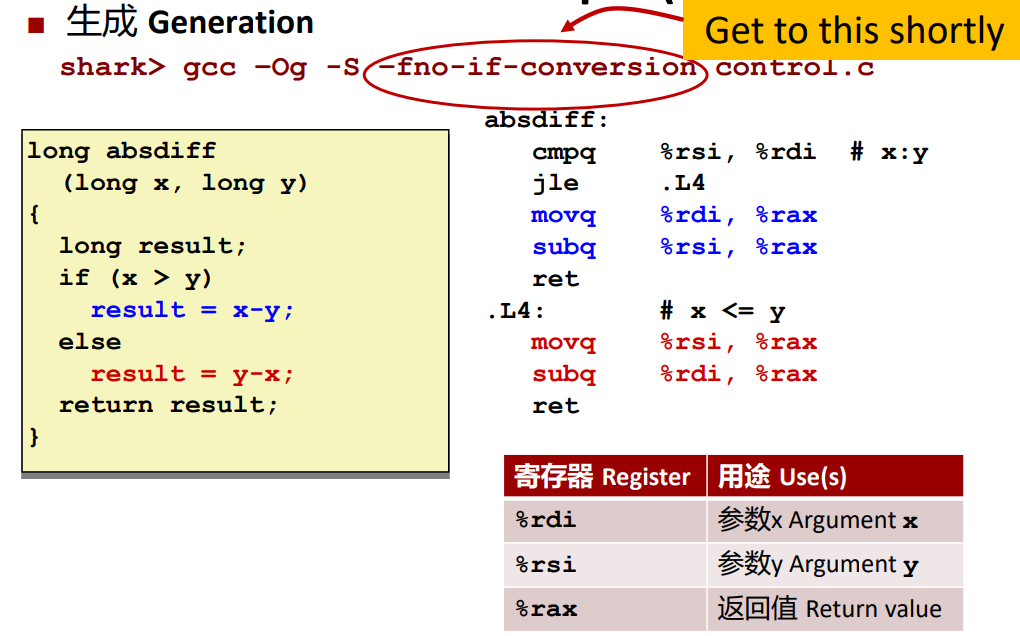 ■ 生成 Generation
Get to this shortly
shark> gcc –Og -S –fno-if-conversion control.c
long absdiff
(long x, long y)
{
long result;
if (x > y)
result = x-y;
else
result = y-x;
return result;
}
absdiff:
cmpq %rsi, %rdi # x:y
jle .L4
movq %rdi, %rax
subq %rsi, %rax
ret
.L4: # x <= y
movq %rsi, %rax
subq %rdi, %rax
ret
寄存器 Register 用途 Use(s)
%rdi 参数x Argument x
%rsi 参数y Argument y
%rax 返回值 Return value